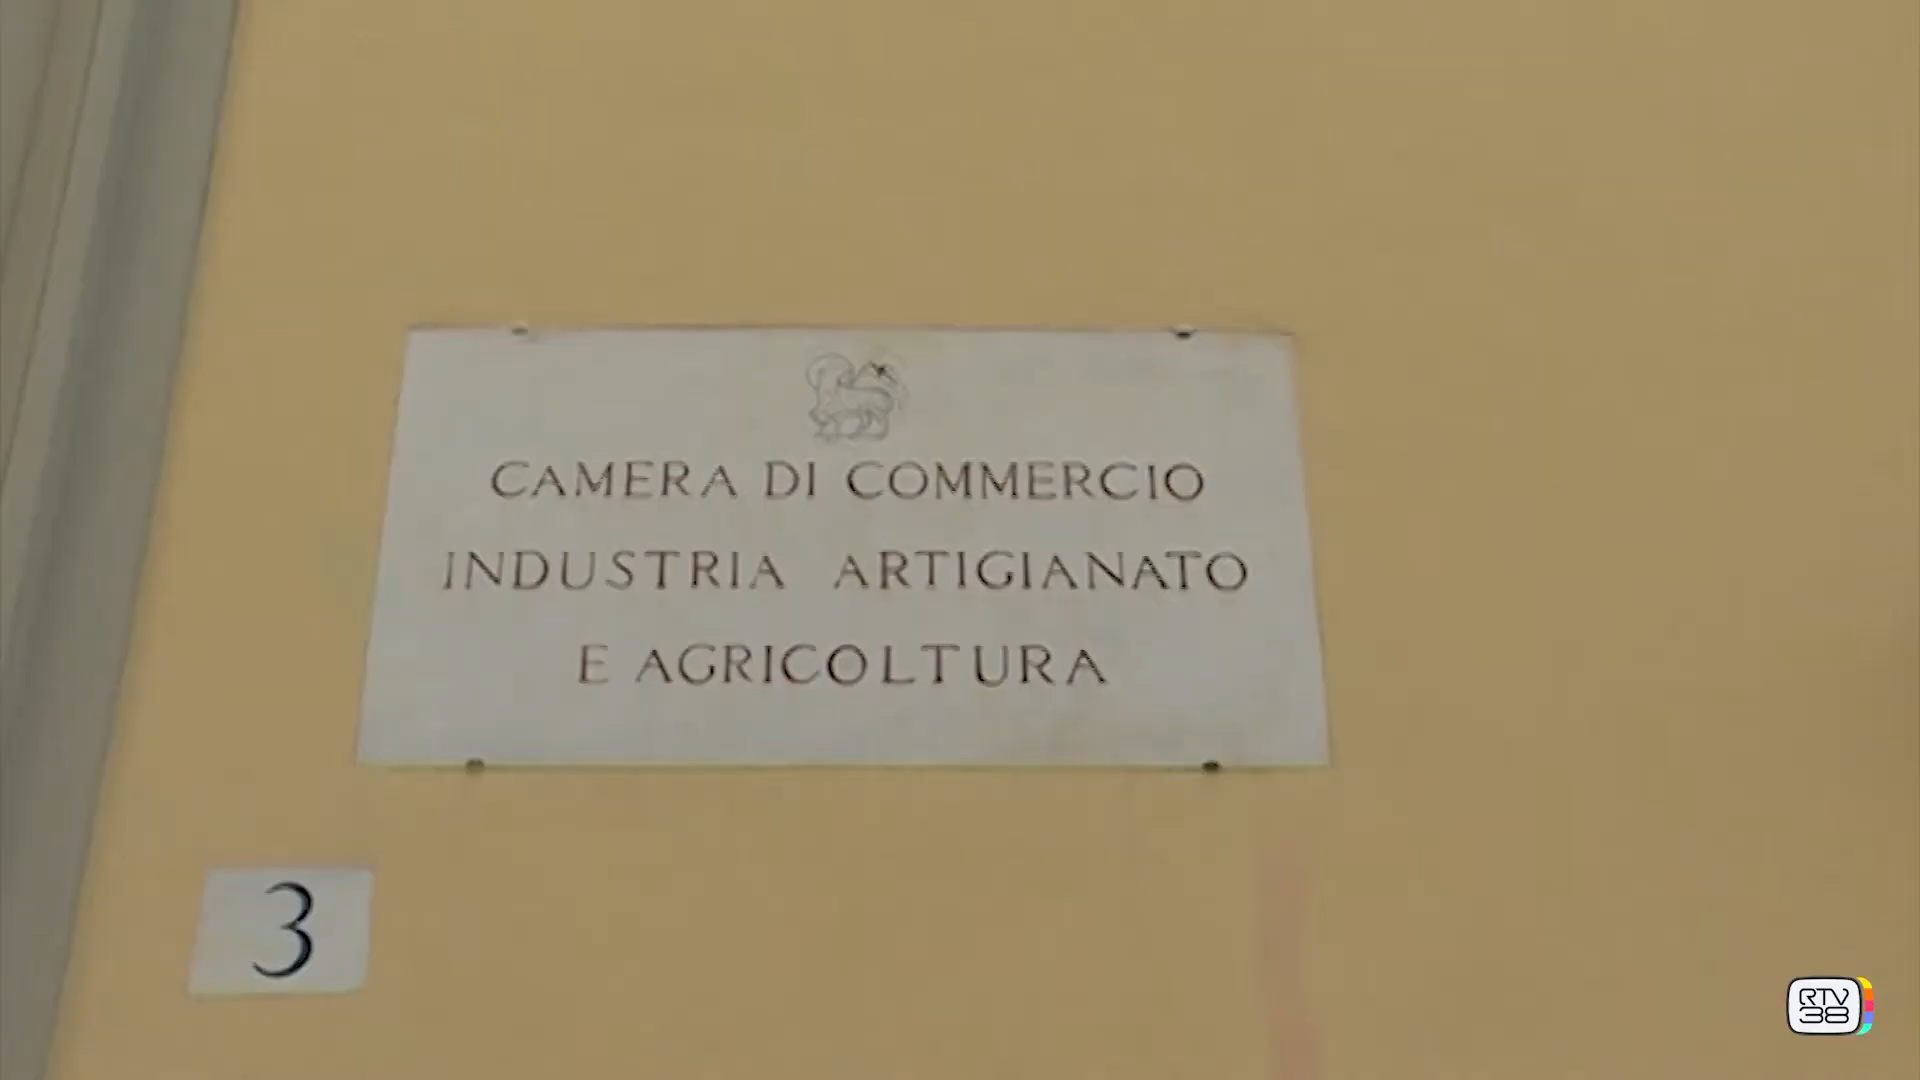 CAMERA DI COMMERCIO
INDUSTRIA ARTIGIANATO
E AGRICOLTURA
3
RTV
38